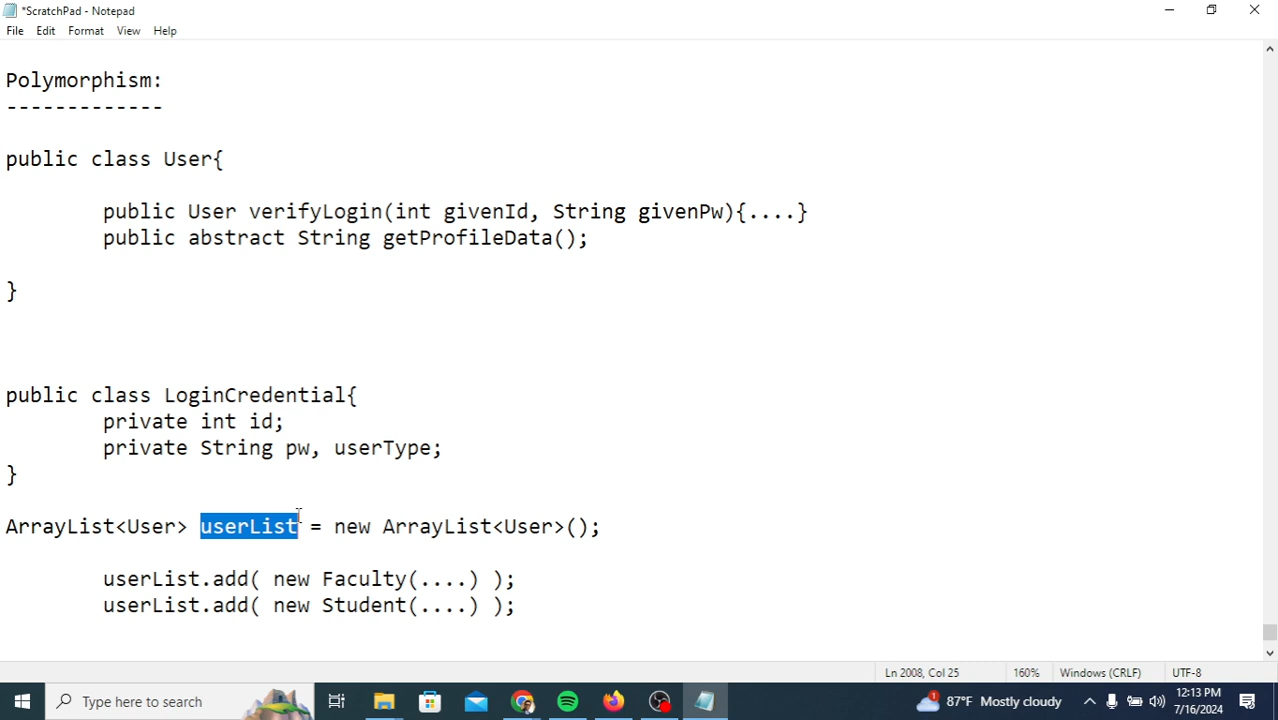 *ScratchPad - Notepad
File Edit Format View Help
Polymorphism:
-------------
public class User{
public User verifyLogin(int givenId, String givenPw){....}
public abstract String getProfileData();
}
public class LoginCredential{
private int id;
private String pw, userType;
}
ArrayList<User> userList = new ArrayList<User>();
userList.add( new Faculty(....) );
userList.add( new Student(....) );
Ln 2008, Col 25 160% Windows (CRLF) UTF-8
Type here to search
1 87°F Mostly cloudy
12:13 PM
7/16/2024